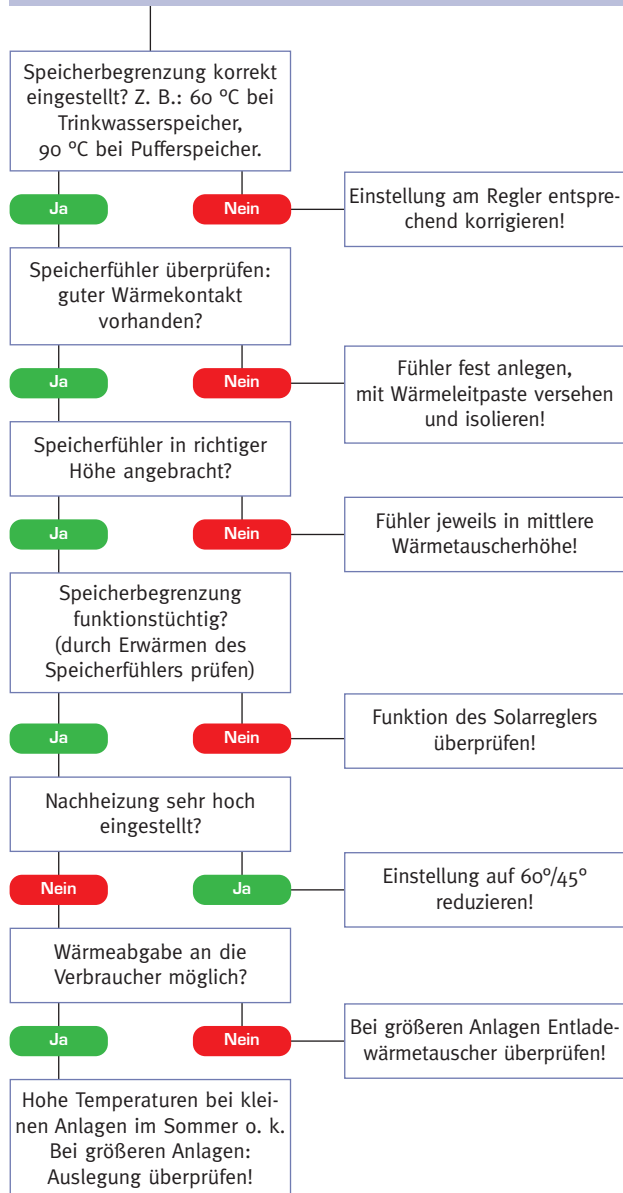 Speicherbegrenzung korrekt
eingestellt? Z. B.: 60 °C bei
Trinkwasserspeicher,
90 °C bei Pufferspeicher.
Ja
Nein
Einstellung am Regler entspre-
chend korrigieren!
Speicherfühler überprüfen:
guter Wärmekontakt
vorhanden?
Ja
Nein
Fühler fest anlegen,
mit Wärmeleitpaste versehen
und isolieren!
Speicherfühler in richtiger
Höhe angebracht?
Ja
Nein
Fühler jeweils in mittlere
Wärmetauscherhöhe!
Speicherbegrenzung
funktionstüchtig?
(durch Erwärmen des
Speicherfühlers prüfen)
Ja
Nein
Funktion des Solarreglers
überprüfen!
Nachheizung sehr hoch
eingestellt?
Nein
Ja
Einstellung auf 60°/45°
reduzieren!
Wärmeabgabe an die
Verbraucher möglich?
Ja
Nein
Bei größeren Anlagen Entlade-
wärmetauscher überprüfen!
Hohe Temperaturen bei klei-
nen Anlagen im Sommer o. k.
Bei größeren Anlagen:
Auslegung überprüfen!